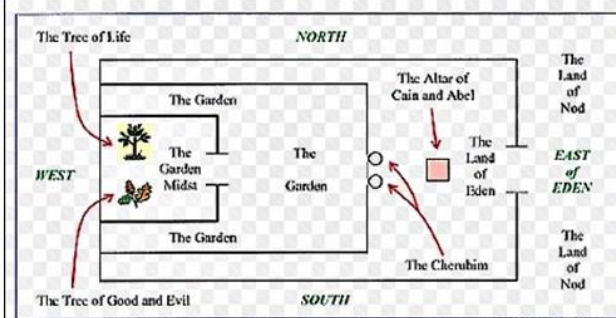 The Tree of Life
NORTH
The
Land
of
Nod
The Altar of
Cain and Abel
The Garden
The
Garden
Midst
The
Garden
The
Land
of
Eden
WEST
EAST
of
EDEN
The Garden
The Cherubim
The
Land
of
Nod
The Tree of Good and Evil
SOUTH